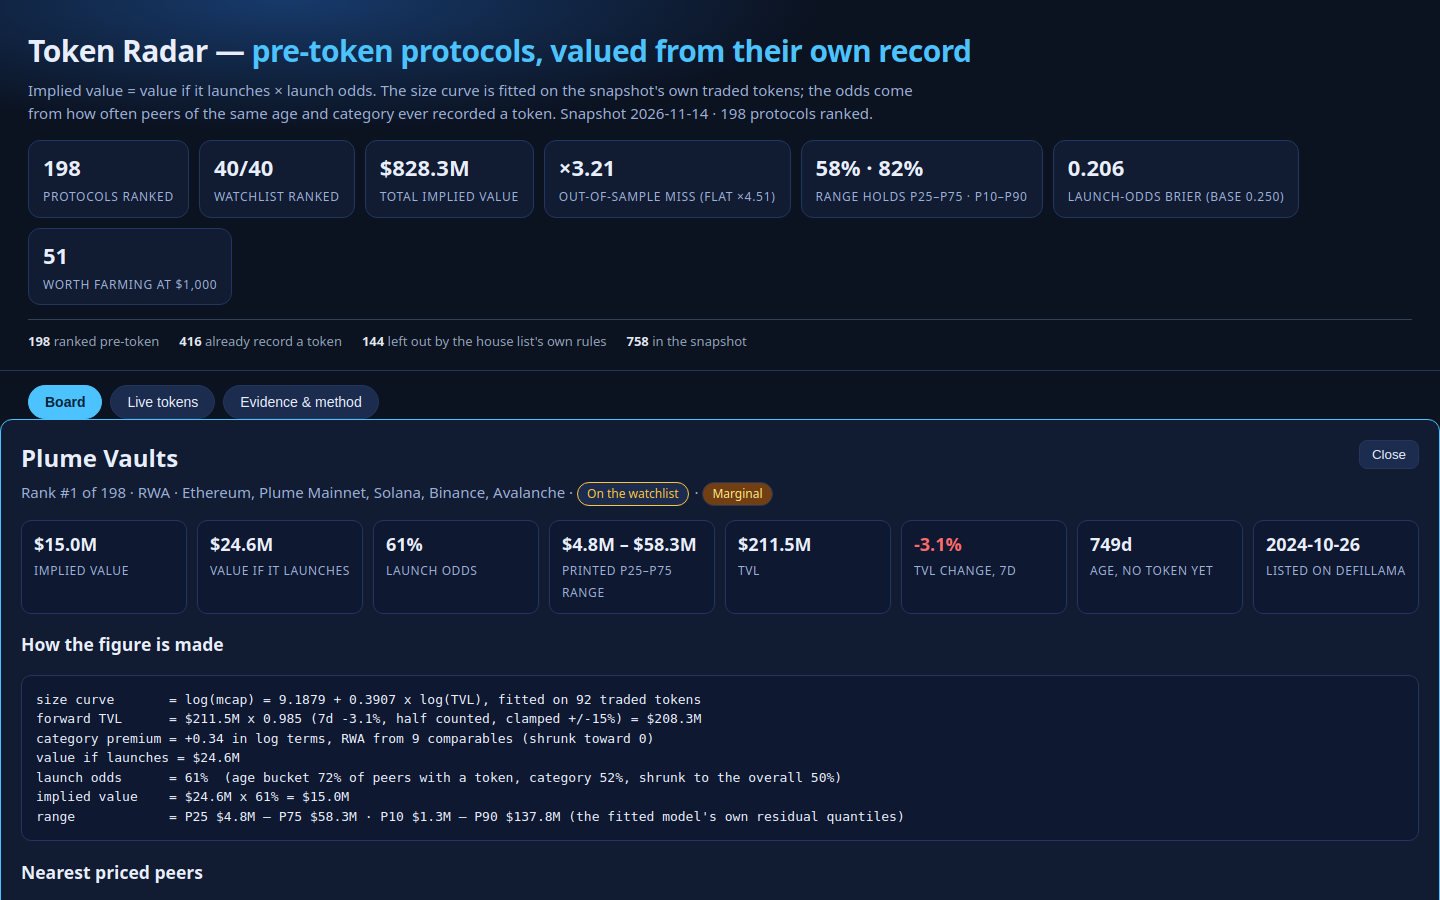 Token Radar — pre-token protocols, valued from their own record
Implied value = value if it launches × launch odds. The size curve is fitted on the snapshot's own traded tokens; the odds come
from how often peers of the same age and category ever recorded a token. Snapshot 2026-11-14 · 198 protocols ranked.
198
PROTOCOLS RANKED
40/40
WATCHLIST RANKED
$828.3M
TOTAL IMPLIED VALUE
×3.21
OUT-OF-SAMPLE MISS (FLAT ×4.51)
58% · 82%
RANGE HOLDS P25–P75 · P10–P90
0.206
LAUNCH-ODDS BRIER (BASE 0.250)
51
WORTH FARMING AT $1,000
198 ranked pre-token 416 already record a token 144 left out by the house list's own rules 758 in the snapshot
Board Live tokens Evidence & method
Plume Vaults
Close
Rank #1 of 198 · RWA · Ethereum, Plume Mainnet, Solana, Binance, Avalanche · On the watchlist · Marginal
$15.0M
IMPLIED VALUE
$24.6M
VALUE IF IT LAUNCHES
61%
LAUNCH ODDS
$4.8M – $58.3M
PRINTED P25–P75
RANGE
$211.5M
TVL
-3.1%
TVL CHANGE, 7D
749d
AGE, NO TOKEN YET
2024-10-26
LISTED ON DEFILLAMA
How the figure is made
size curve = log(mcap) = 9.1879 + 0.3907 x log(TVL), fitted on 92 traded tokens
forward TVL = $211.5M x 0.985 (7d -3.1%, half counted, clamped +/-15%) = $208.3M
category premium = +0.34 in log terms, RWA from 9 comparables (shrunk toward 0)
value if launches = $24.6M
launch odds = 61% (age bucket 72% of peers with a token, category 52%, shrunk to the overall 50%)
implied value = $24.6M x 61% = $15.0M
range = P25 $4.8M — P75 $58.3M · P10 $1.3M — P90 $137.8M (the fitted model's own residual quantiles)
Nearest priced peers